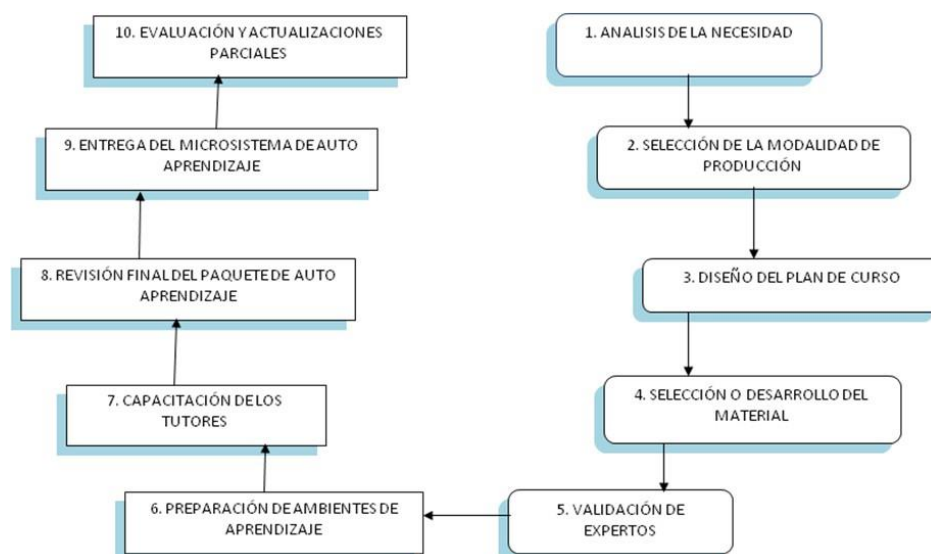 1. ANALISIS DE LA NECESIDAD
2. SELECCIÓN DE LA MODALIDAD DE
PRODUCCIÓN
3. DISEÑO DEL PLAN DE CURSO
4. SELECCIÓN O DESARROLLO DEL
MATERIAL
5. VALIDACIÓN DE
EXPERTOS
6. PREPARACIÓN DE AMBIENTES DE
APRENDIZAJE
7. CAPACITACIÓN DE LOS
TUTORES
8. REVISIÓN FINAL DEL PAQUETE DE AUTO
APRENDIZAJE
9. ENTREGA DEL MICROSISTEMA DE AUTO
APRENDIZAJE
10. EVALUACIÓN Y ACTUALIZACIONES
PARCIALES